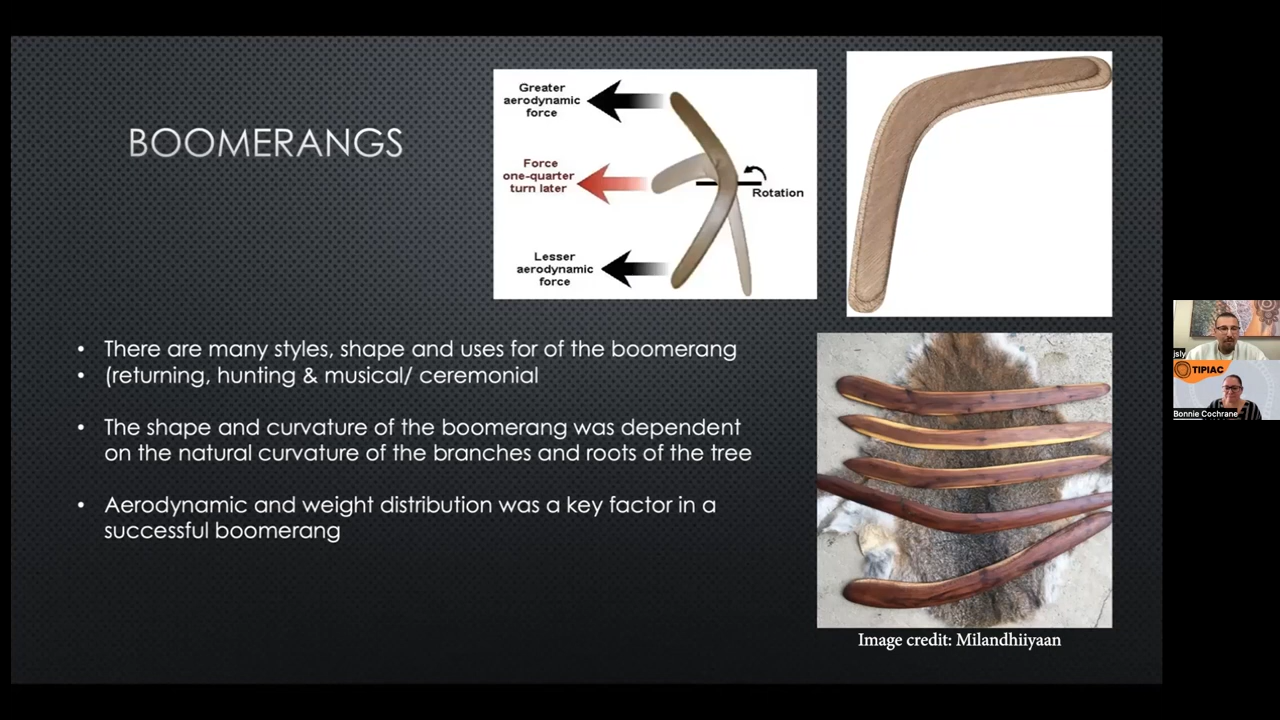 BOOMERANGS
Greater
aerodynamic
force
Force
one-quarter
turn later
Rotation
Lesser
aerodynamic
force
• There are many styles, shape and uses for of the boomerang
• (returning, hunting & musical/ ceremonial
• The shape and curvature of the boomerang was dependent
on the natural curvature of the branches and roots of the tree
• Aerodynamic and weight distribution was a key factor in a
successful boomerang
Image credit: Milandhiiyaan
jsly
TIPIAC
Bonnie Cochrane